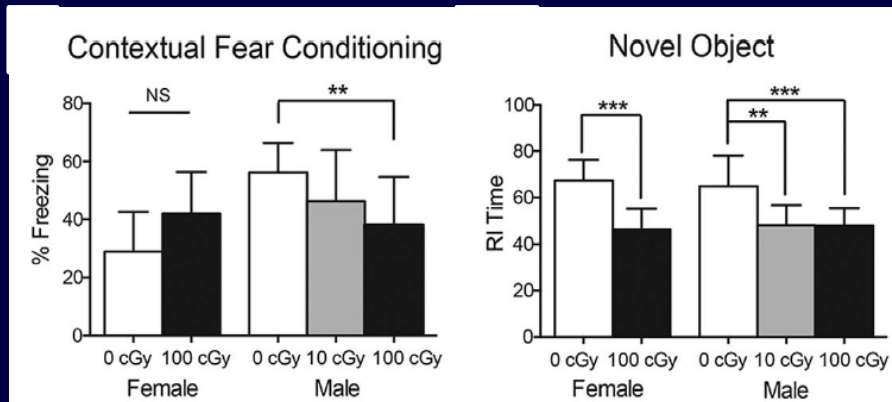 Contextual Fear Conditioning
% Freezing
80
60
40
20
0
NS
**
0 cGy 100 cGy 0 cGy 10 cGy 100 cGy
Female Male
Novel Object
RI Time
100
80
60
40
20
0
***
***
**
0 cGy 100 cGy 0 cGy 10 cGy 100 cGy
Female Male